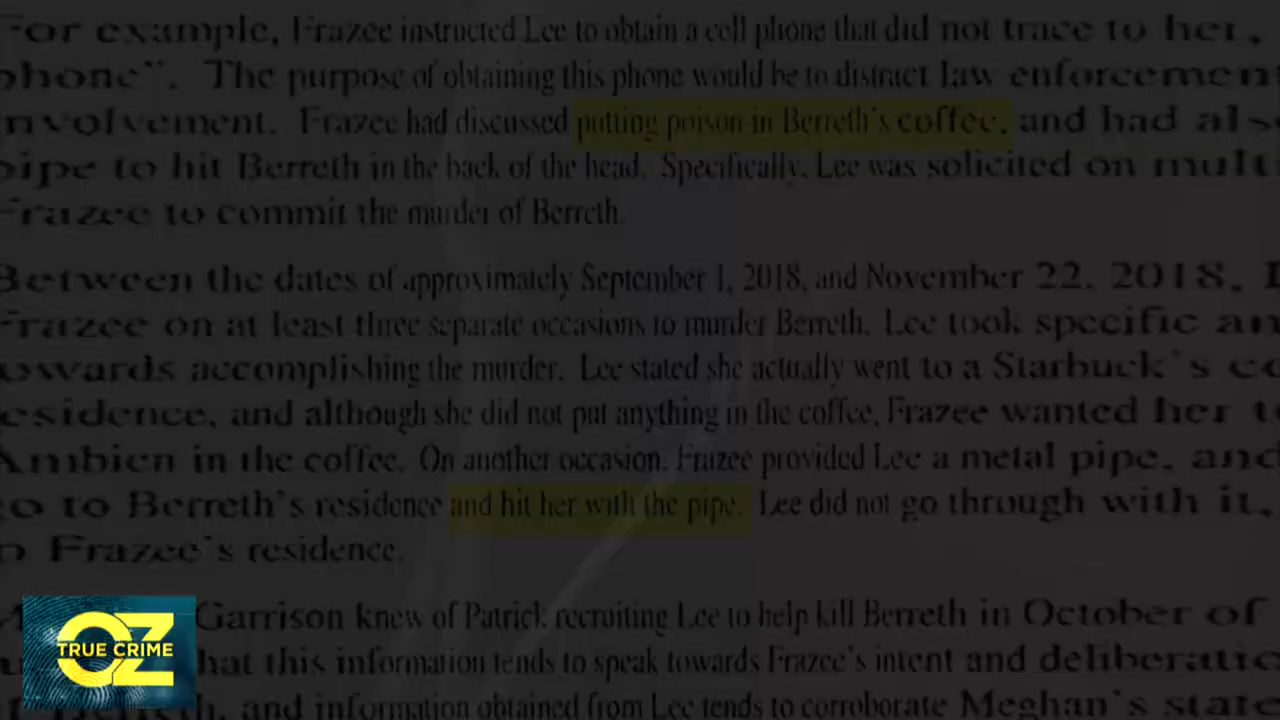 For example, Frazee instructed Lee to obtain a cell phone that did not trace to her,
phone". The purpose of obtaining this phone would be to distract law enforcement
nvolvement. Frazee had discussed putting poison in Berreth's coffee, and had als
pipe to hit Berreth in the back of the head. Specifically, Lee was solicited on mult
Frazee to commit the murder of Berreth.
Between the dates of approximately September 1, 2018, and November 22, 2018,
Frazee on at least three separate occasions to murder Berreth. Lee took specific an
owards accomplishing the murder. Lee stated she actually went to a Starbuck's co
esidence, and although she did not put anything in the coffee, Frazee wanted her t
Ambien in the coffee. On another occasion, Frazee provided Lee a metal pipe, and
go to Berreth's residence and hit her with the pipe. Lee did not go through with it,
o Frazee's residence.
Garrison knew of Patrick recruiting Lee to help kill Berreth in October of
hat this information tends to speak towards Frazee's intent and deliberatio
h, and information obtained from Lee tends to corroborate Meghan's state
OZ
TRUE CRIME